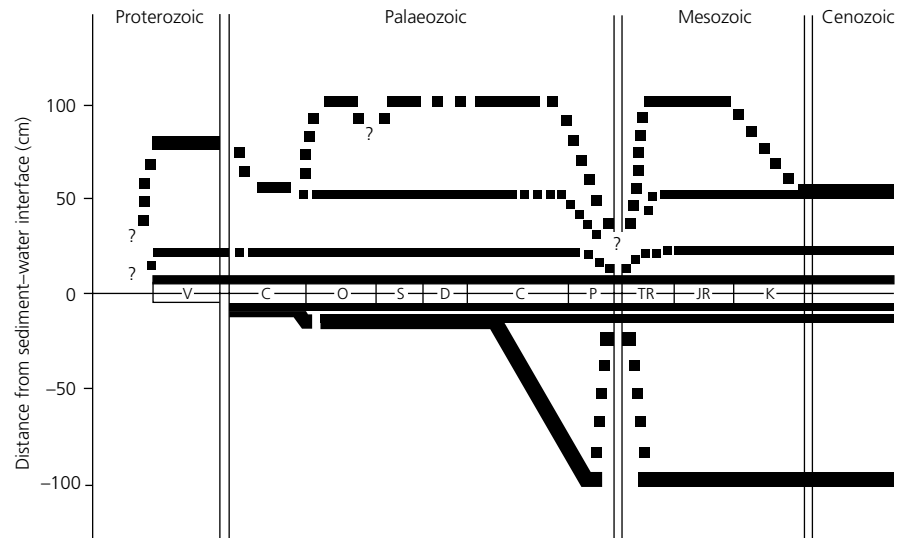 Proterozoic Palaeozoic Mesozoic Cenozoic
100
?
50
?
?
?
0 V C O S D C P TR JR K
–50
–100
Distance from sediment–water interface (cm)